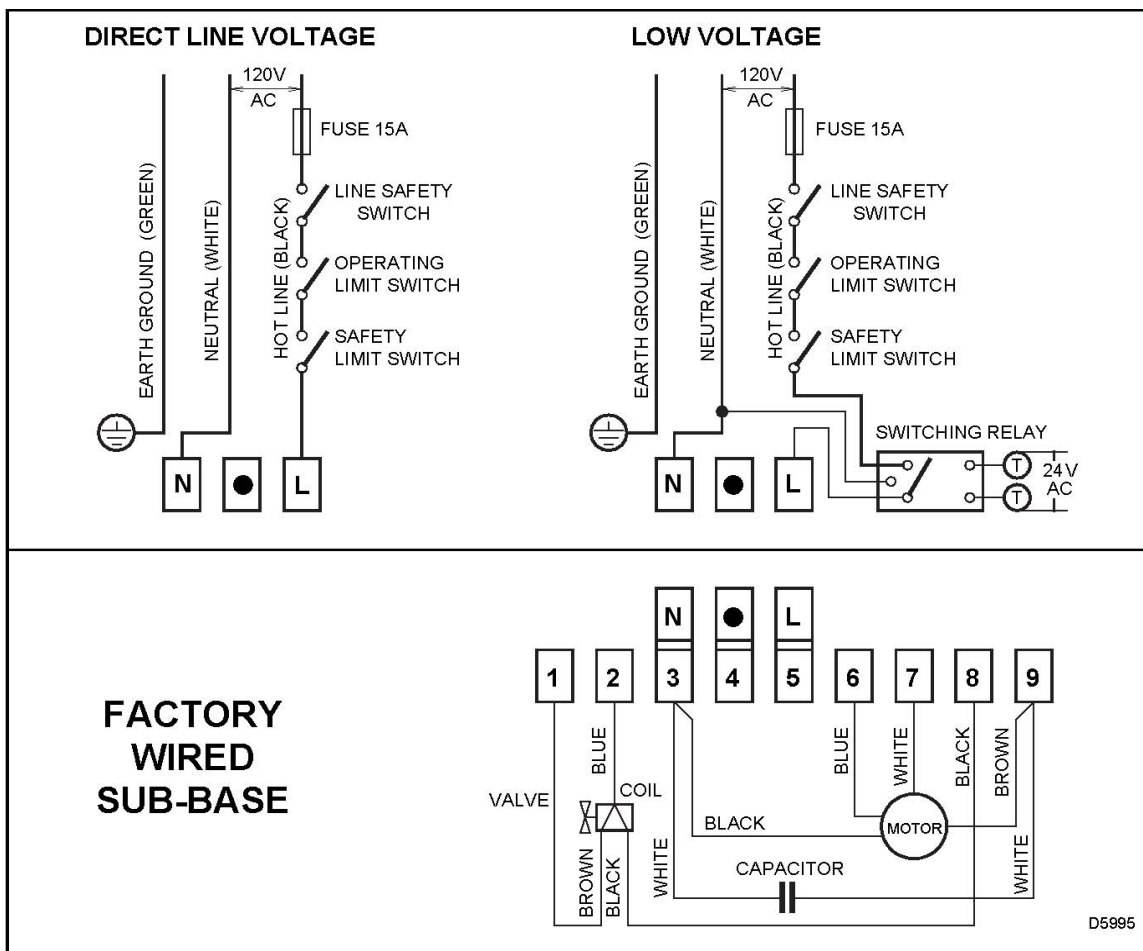 DIRECT LINE VOLTAGE
120V
AC
FUSE 15A
LINE SAFETY
SWITCH
OPERATING
LIMIT SWITCH
SAFETY
LIMIT SWITCH
EARTH GROUND (GREEN)
NEUTRAL (WHITE)
HOT LINE (BLACK)
N
L
LOW VOLTAGE
120V
AC
FUSE 15A
LINE SAFETY
SWITCH
OPERATING
LIMIT SWITCH
SAFETY
LIMIT SWITCH
EARTH GROUND (GREEN)
NEUTRAL (WHITE)
HOT LINE (BLACK)
SWITCHING RELAY
T
T
24V
AC
N
L
FACTORY
WIRED
SUB-BASE
N
L
1
2
3
4
5
6
7
8
9
BLUE
BLUE
WHITE
BLACK
BROWN
VALVE
COIL
BLACK
MOTOR
BROWN
BLACK
WHITE
CAPACITOR
WHITE
D5995